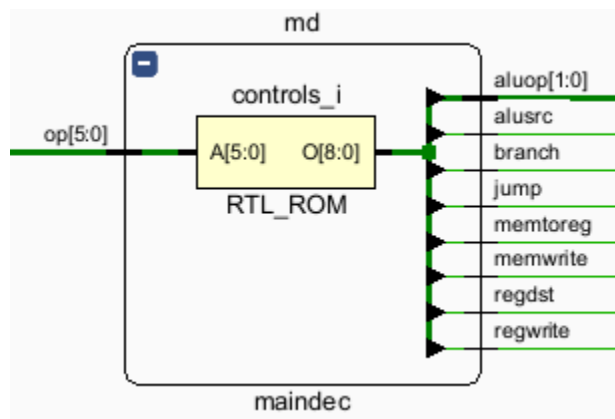 md
controls_i
op[5:0]
A[5:0] O[8:0]
RTL_ROM
aluop[1:0]
alusrc
branch
jump
memtoreg
memwrite
regdst
regwrite
maindec